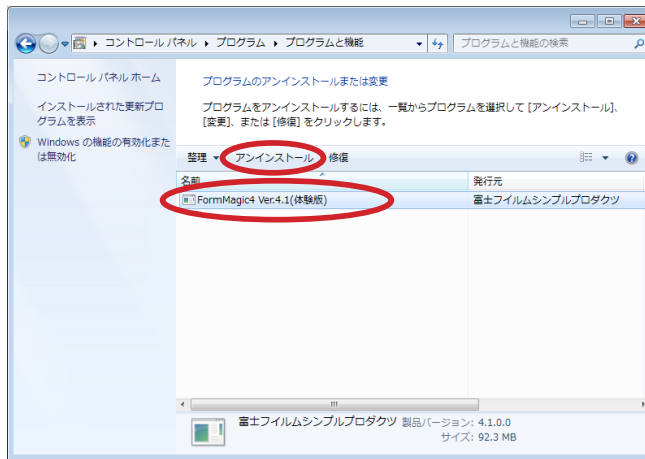 コントロール パネル ▸ プログラム ▸ プログラムと機能
プログラムと機能の検索
コントロール パネル ホーム
インストールされた更新プロ
グラムを表示
Windows の機能の有効化また
は無効化
プログラムのアンインストールまたは変更
プログラムをアンインストールするには、一覧からプログラムを選択して [アンインストール]、
[変更]、または [修復] をクリックします。
整理 アンインストール 修復
名前 発行元
FormMagic4 Ver.4.1(体験版) 富士フイルムシンプルプロダクツ
富士フイルムシンプルプロダクツ 製品バージョン: 4.1.0.0
サイズ: 92.3 MB